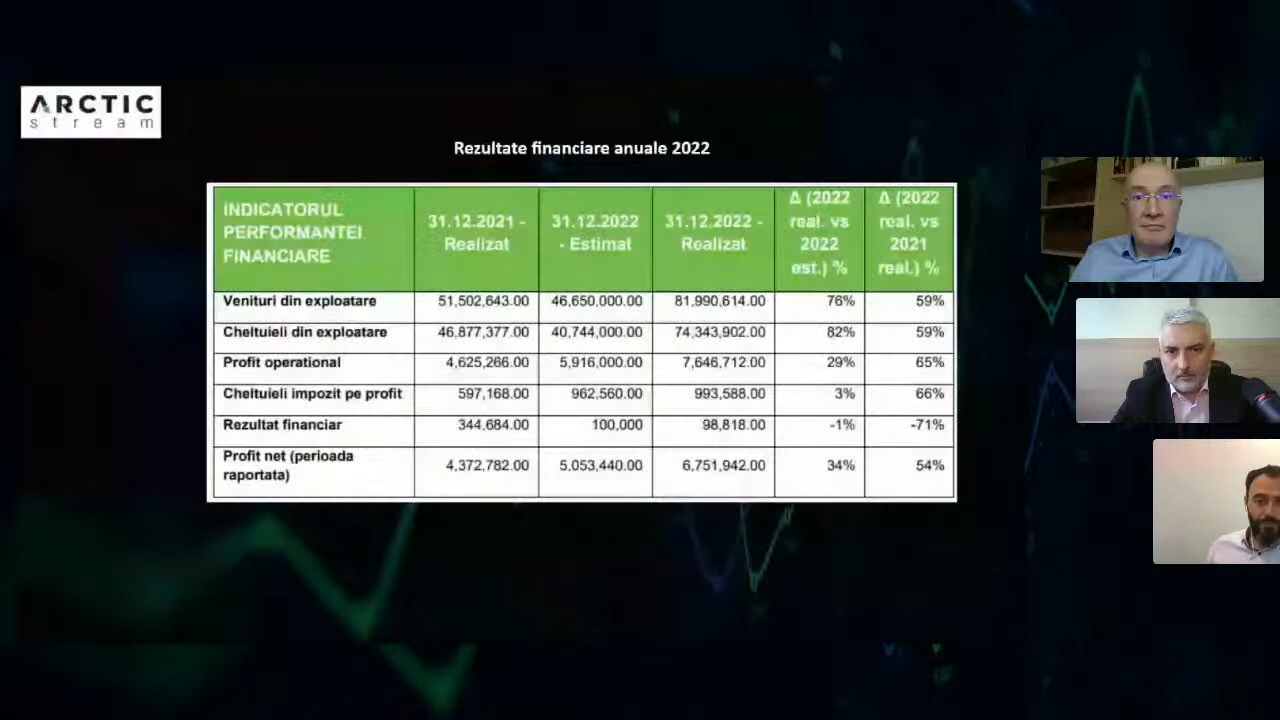 ARCTIC
stream
Rezultate financiare anuale 2022
INDICATORUL PERFORMANTEI FINANCIARE 31.12.2021 - Realizat 31.12.2022 - Estimat 31.12.2022 - Realizat Δ (2022 real. vs 2022 est.) % Δ (2022 real. vs 2021 real.) %
Venituri din exploatare 51,502,643.00 46,650,000.00 81,990,614.00 76% 59%
Cheltuieli din exploatare 46,877,377.00 40,744,000.00 74,343,902.00 82% 59%
Profit operational 4,625,266.00 5,916,000.00 7,646,712.00 29% 65%
Cheltuieli impozit pe profit 597,168.00 962,560.00 993,588.00 3% 66%
Rezultat financiar 344,684.00 100,000 98,818.00 -1% -71%
Profit net (perioada raportata) 4,372,782.00 5,053,440.00 6,751,942.00 34% 54%